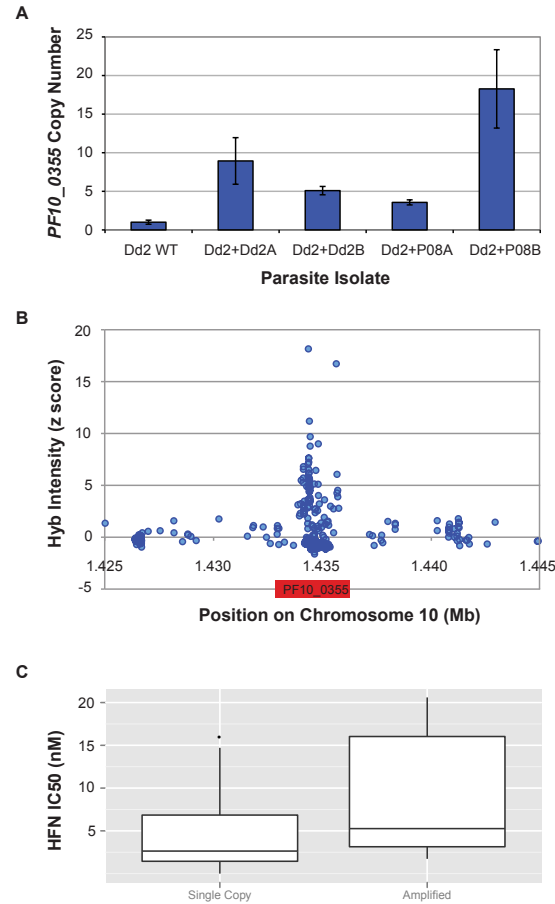 A
PF10_0355 Copy Number
25
20
15
10
5
0
Dd2 WT Dd2+Dd2A Dd2+Dd2B Dd2+P08A Dd2+P08B
Parasite Isolate
B
Hyb Intensity (z score)
20
15
10
5
0
-5
1.425 1.430 1.435 1.440 1.445
PF10_0355
Position on Chromosome 10 (Mb)
C
HFN IC50 (nM)
20
15
10
5
Single Copy Amplified